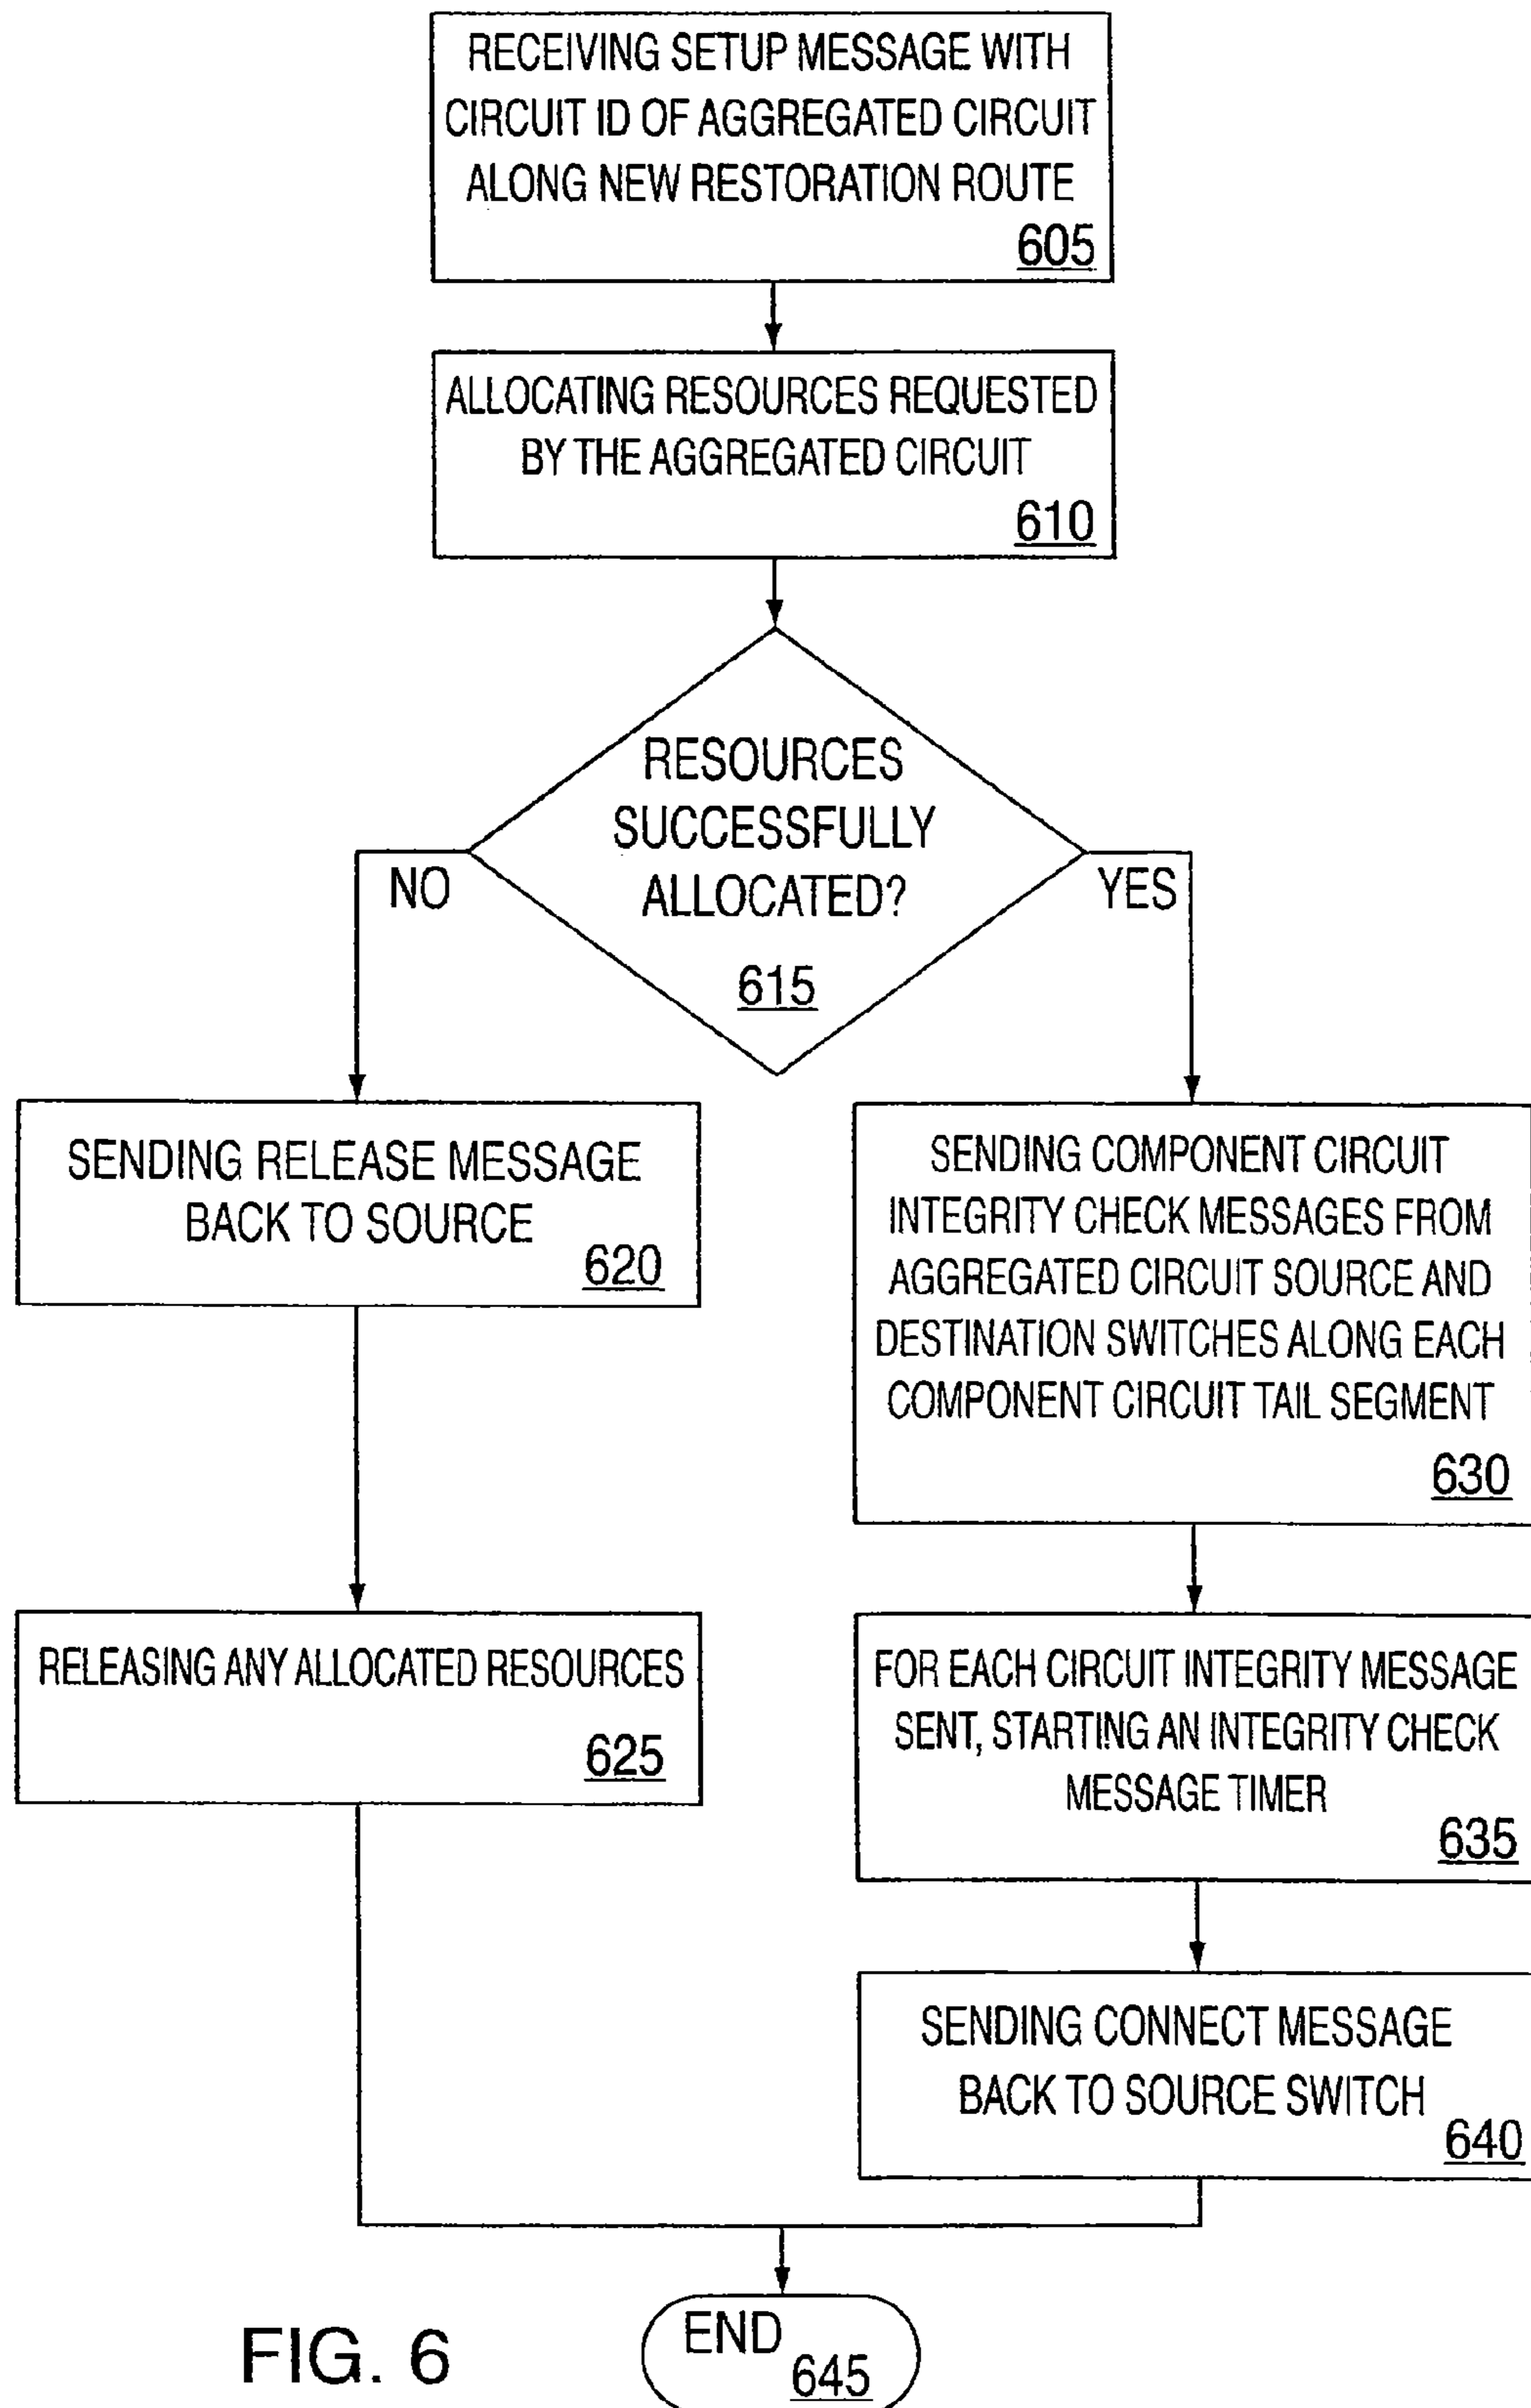 RECEIVING SETUP MESSAGE WITH
CIRCUIT ID OF AGGREGATED CIRCUIT
ALONG NEW RESTORATION ROUTE
605
ALLOCATING RESOURCES REQUESTED
BY THE AGGREGATED CIRCUIT
610
RESOURCES
SUCCESSFULLY
ALLOCATED?
615
NO
YES
SENDING RELEASE MESSAGE
BACK TO SOURCE
620
RELEASING ANY ALLOCATED RESOURCES
625
SENDING COMPONENT CIRCUIT
INTEGRITY CHECK MESSAGES FROM
AGGREGATED CIRCUIT SOURCE AND
DESTINATION SWITCHES ALONG EACH
COMPONENT CIRCUIT TAIL SEGMENT
630
FOR EACH CIRCUIT INTEGRITY MESSAGE
SENT, STARTING AN INTEGRITY CHECK
MESSAGE TIMER
635
SENDING CONNECT MESSAGE
BACK TO SOURCE SWITCH
640
END
645
FIG. 6